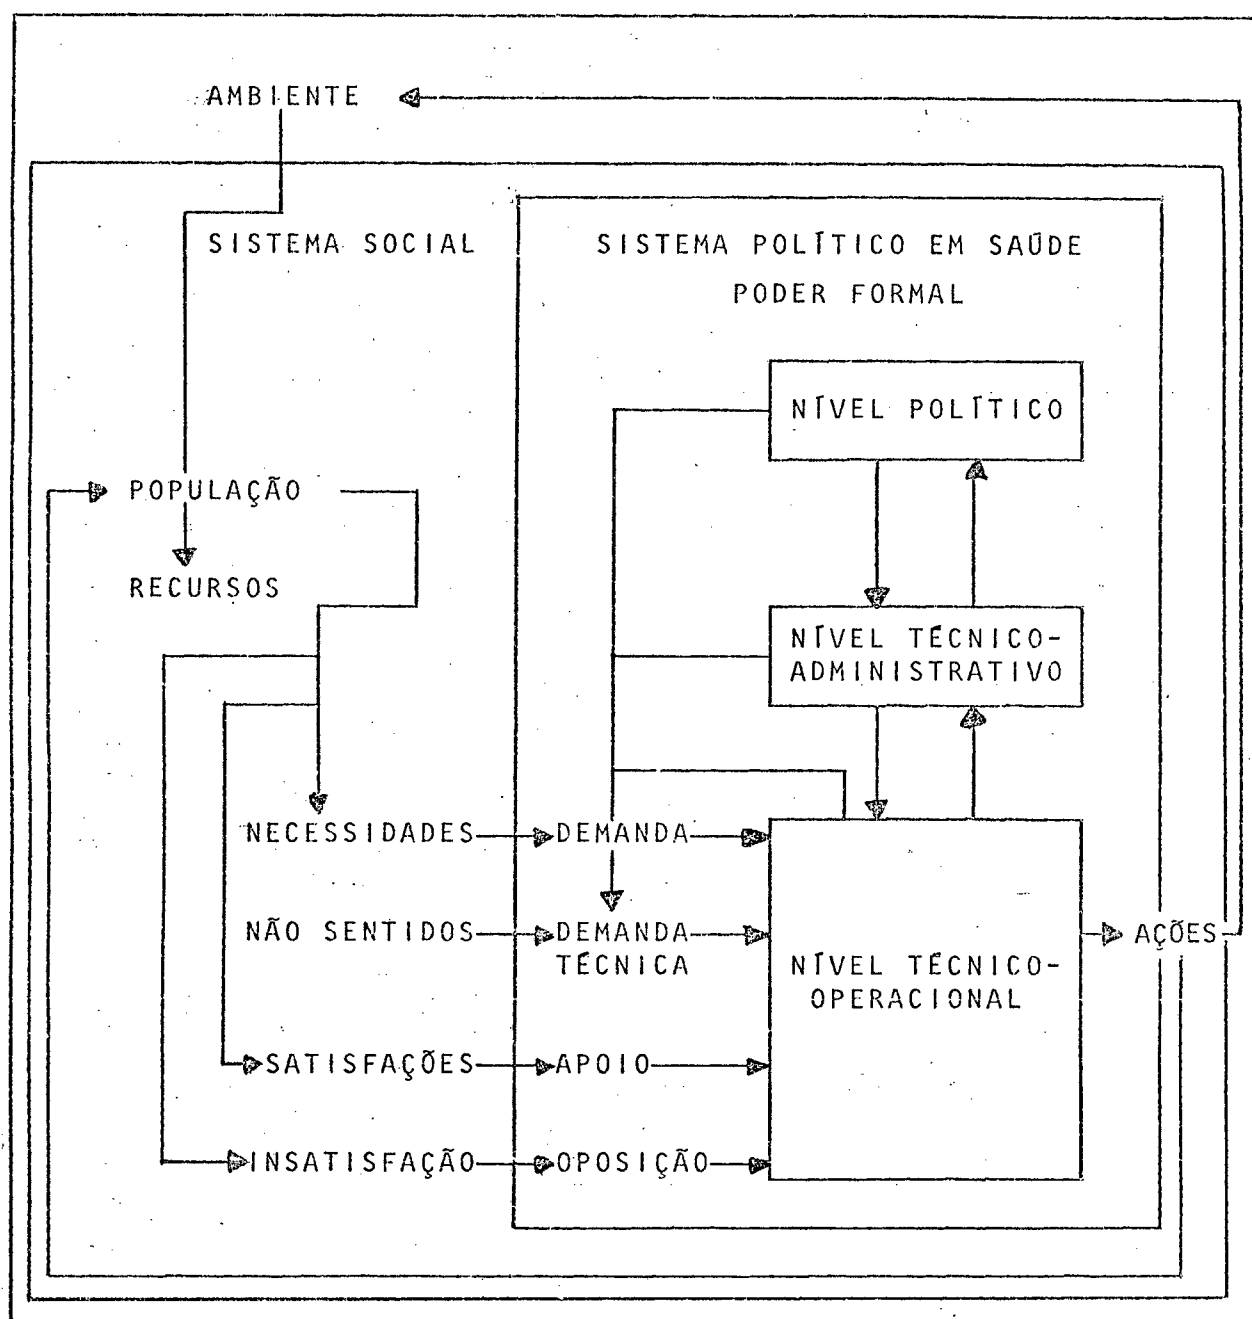 AMBIENTE
SISTEMA SOCIAL
SISTEMA POLÍTICO EM SAÚDE
PODER FORMAL
NÍVEL POLÍTICO
POPULAÇÃO
RECURSOS
NÍVEL TÉCNICO-
ADMINISTRATIVO
NECESSIDADES
DEMANDA
NÃO SENTIDOS
DEMANDA
TÉCNICA
NÍVEL TÉCNICO-
OPERACIONAL
AÇÕES
SATISFAÇÕES
APOIO
INSATISFAÇÃO
OPOSIÇÃO